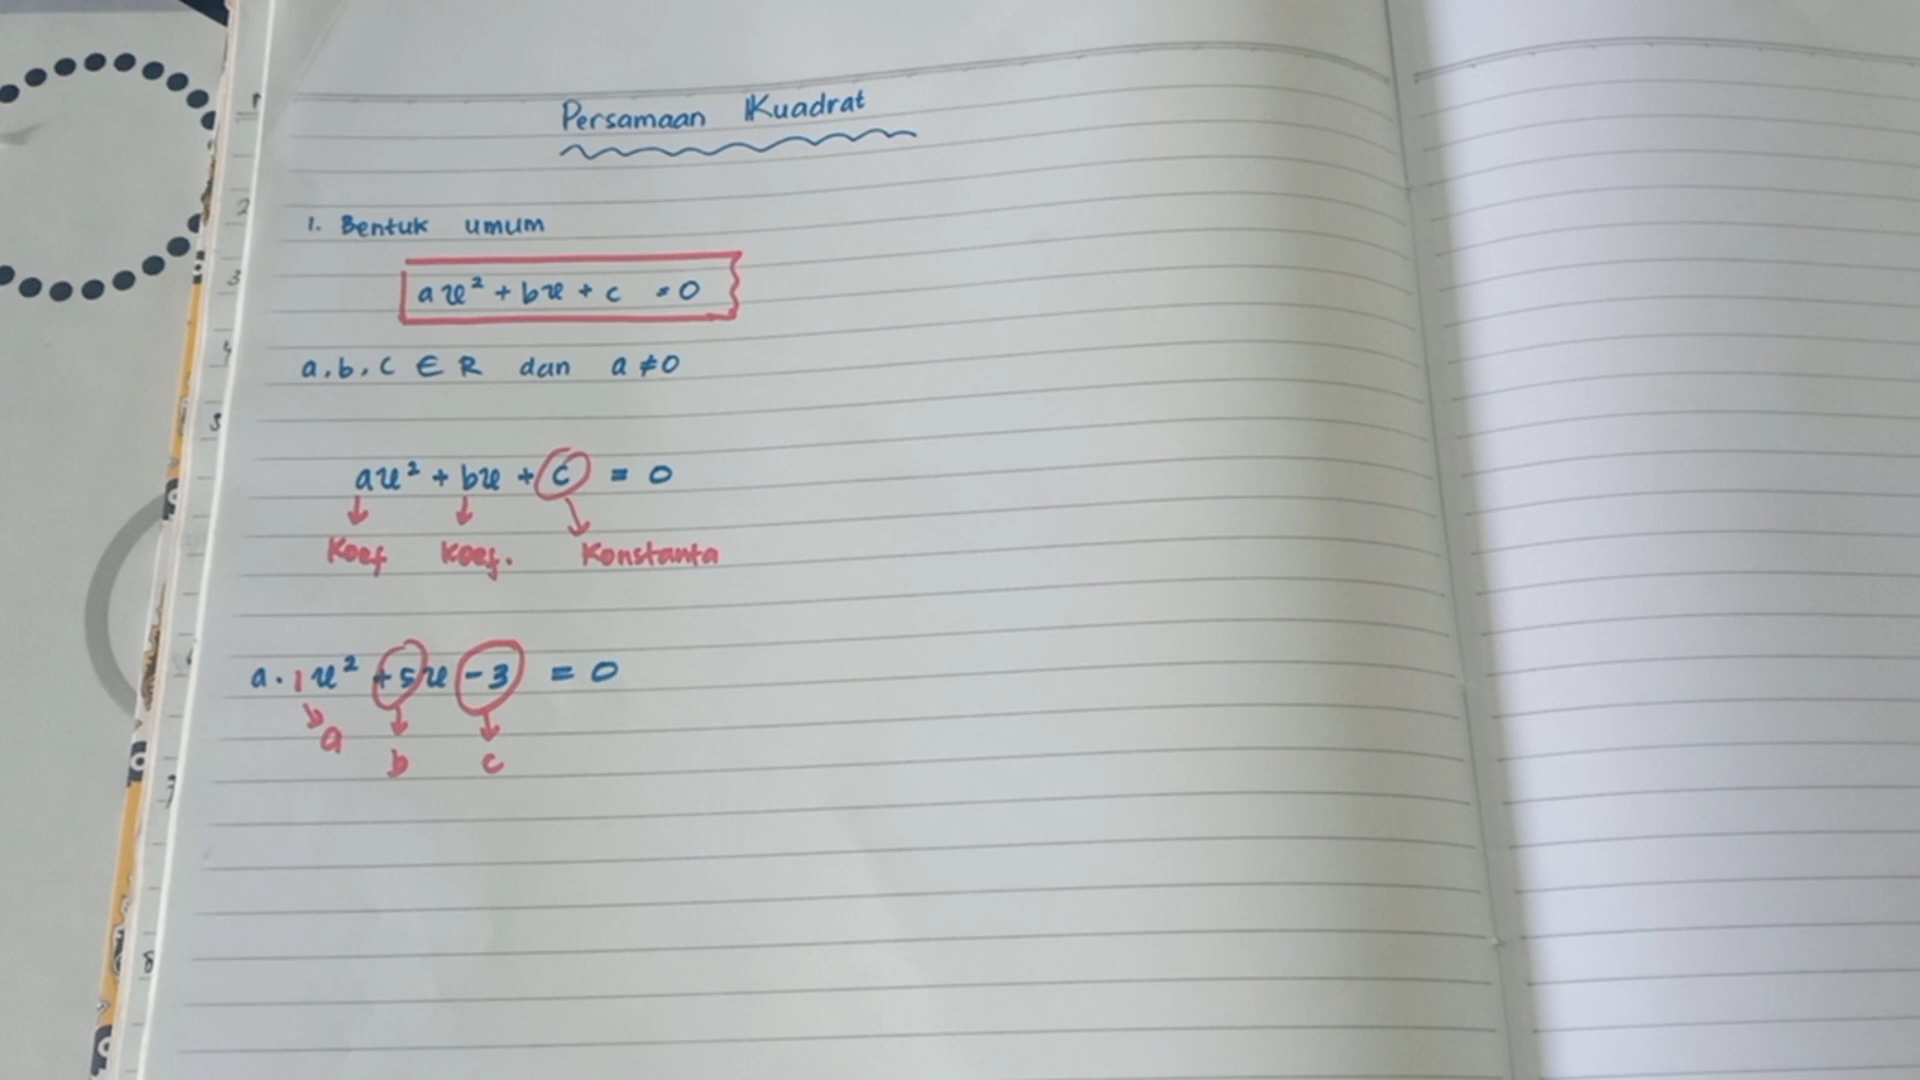 Persamaan Kuadrat
1. Bentuk umum
ax² + bx + c = 0
a, b, c ∈ R dan a ≠ 0
ax² + bx + c = 0
Koef Koef. Konstanta
a. 1x² + 5x - 3 = 0
a b c